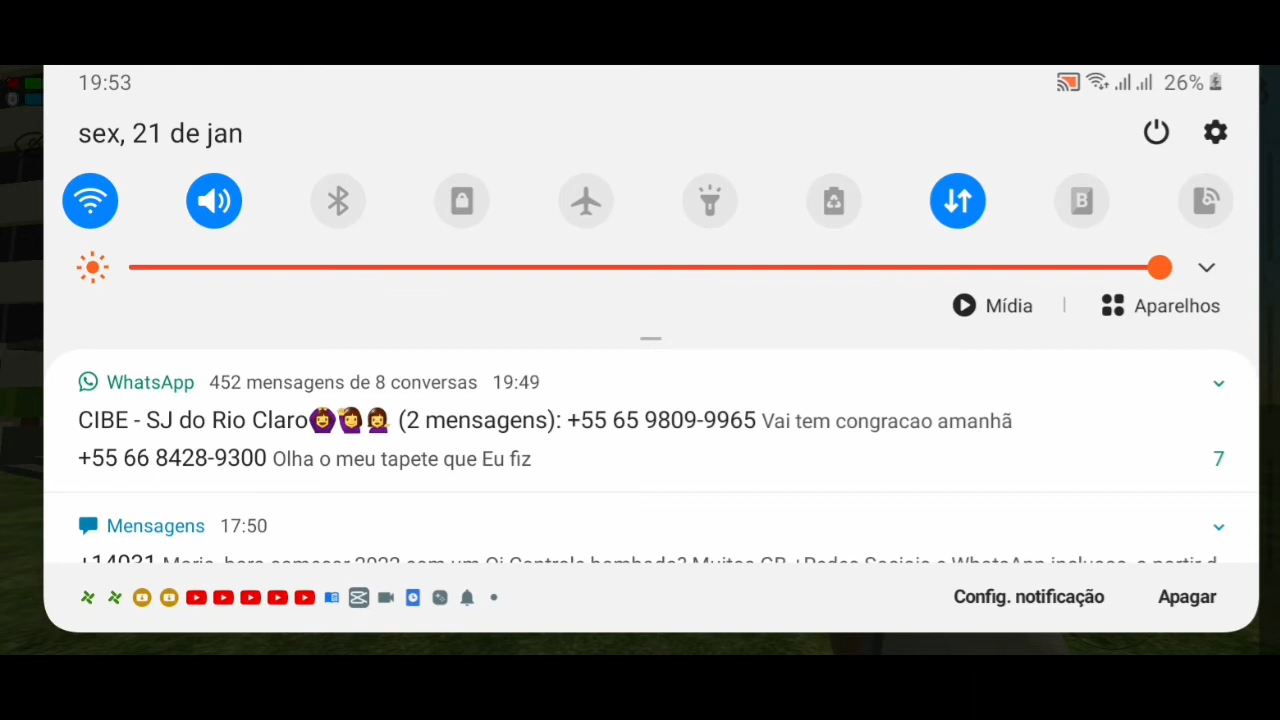 19:53
26%
sex, 21 de jan
Mídia
Aparelhos
WhatsApp 452 mensagens de 8 conversas 19:49
CIBE - SJ do Rio Claro🙆‍♀️🙋‍♀️💁‍♀️ (2 mensagens): +55 65 9809-9965 Vai tem congracao amanhã
+55 66 8428-9300 Olha o meu tapete que Eu fiz
7
Mensagens 17:50
Config. notificação
Apagar